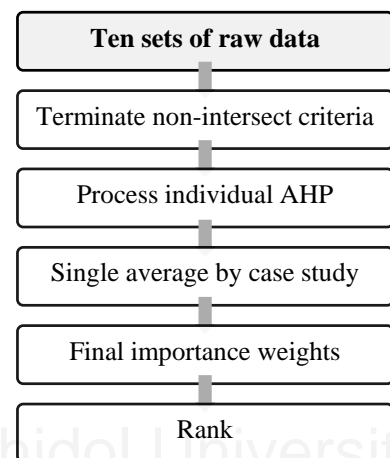 Ten sets of raw data
Terminate non-intersect criteria
Process individual AHP
Single average by case study
Final importance weights
Rank